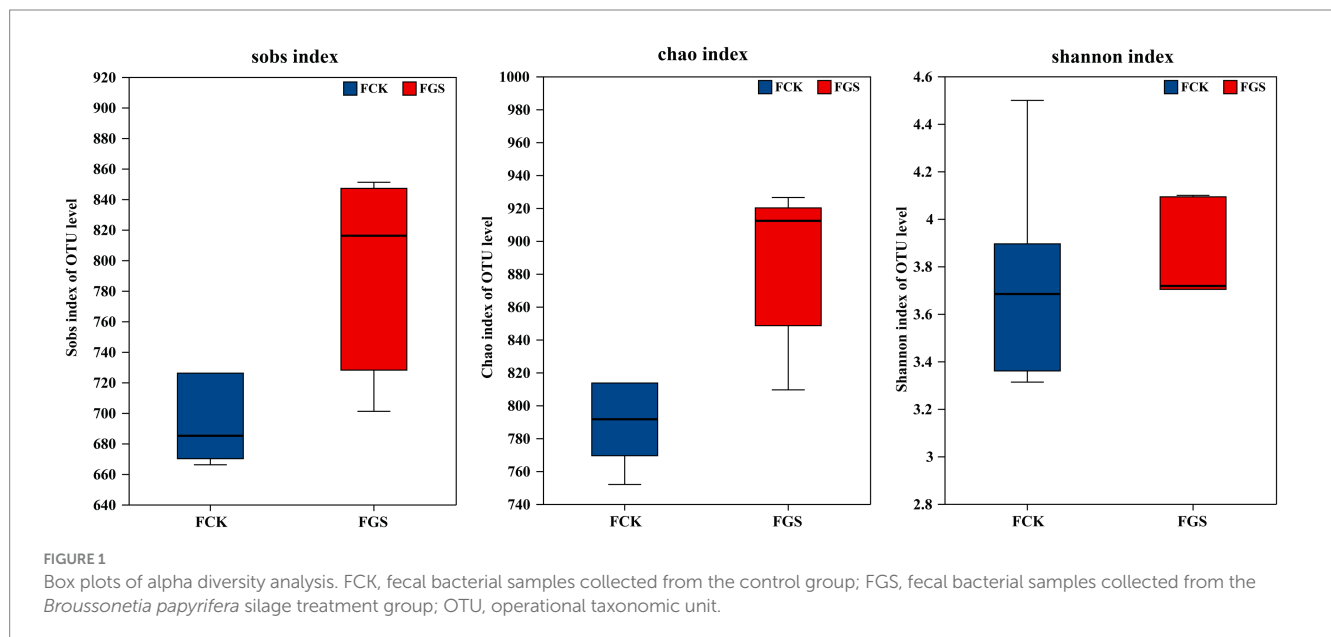 sobs index
FCK FGS
Sobs index of OTU level
920
900
880
860
840
820
800
780
760
740
720
700
680
660
640
FCK FGS
chao index
FCK FGS
Chao index of OTU level
1000
980
960
940
920
900
880
860
840
820
800
780
760
740
FCK FGS
shannon index
FCK FGS
Shannon index of OTU level
4.6
4.4
4.2
4
3.8
3.6
3.4
3.2
3
2.8
FCK FGS
FIGURE 1
Box plots of alpha diversity analysis. FCK, fecal bacterial samples collected from the control group; FGS, fecal bacterial samples collected from the
Broussonetia papyrifera silage treatment group; OTU, operational taxonomic unit.